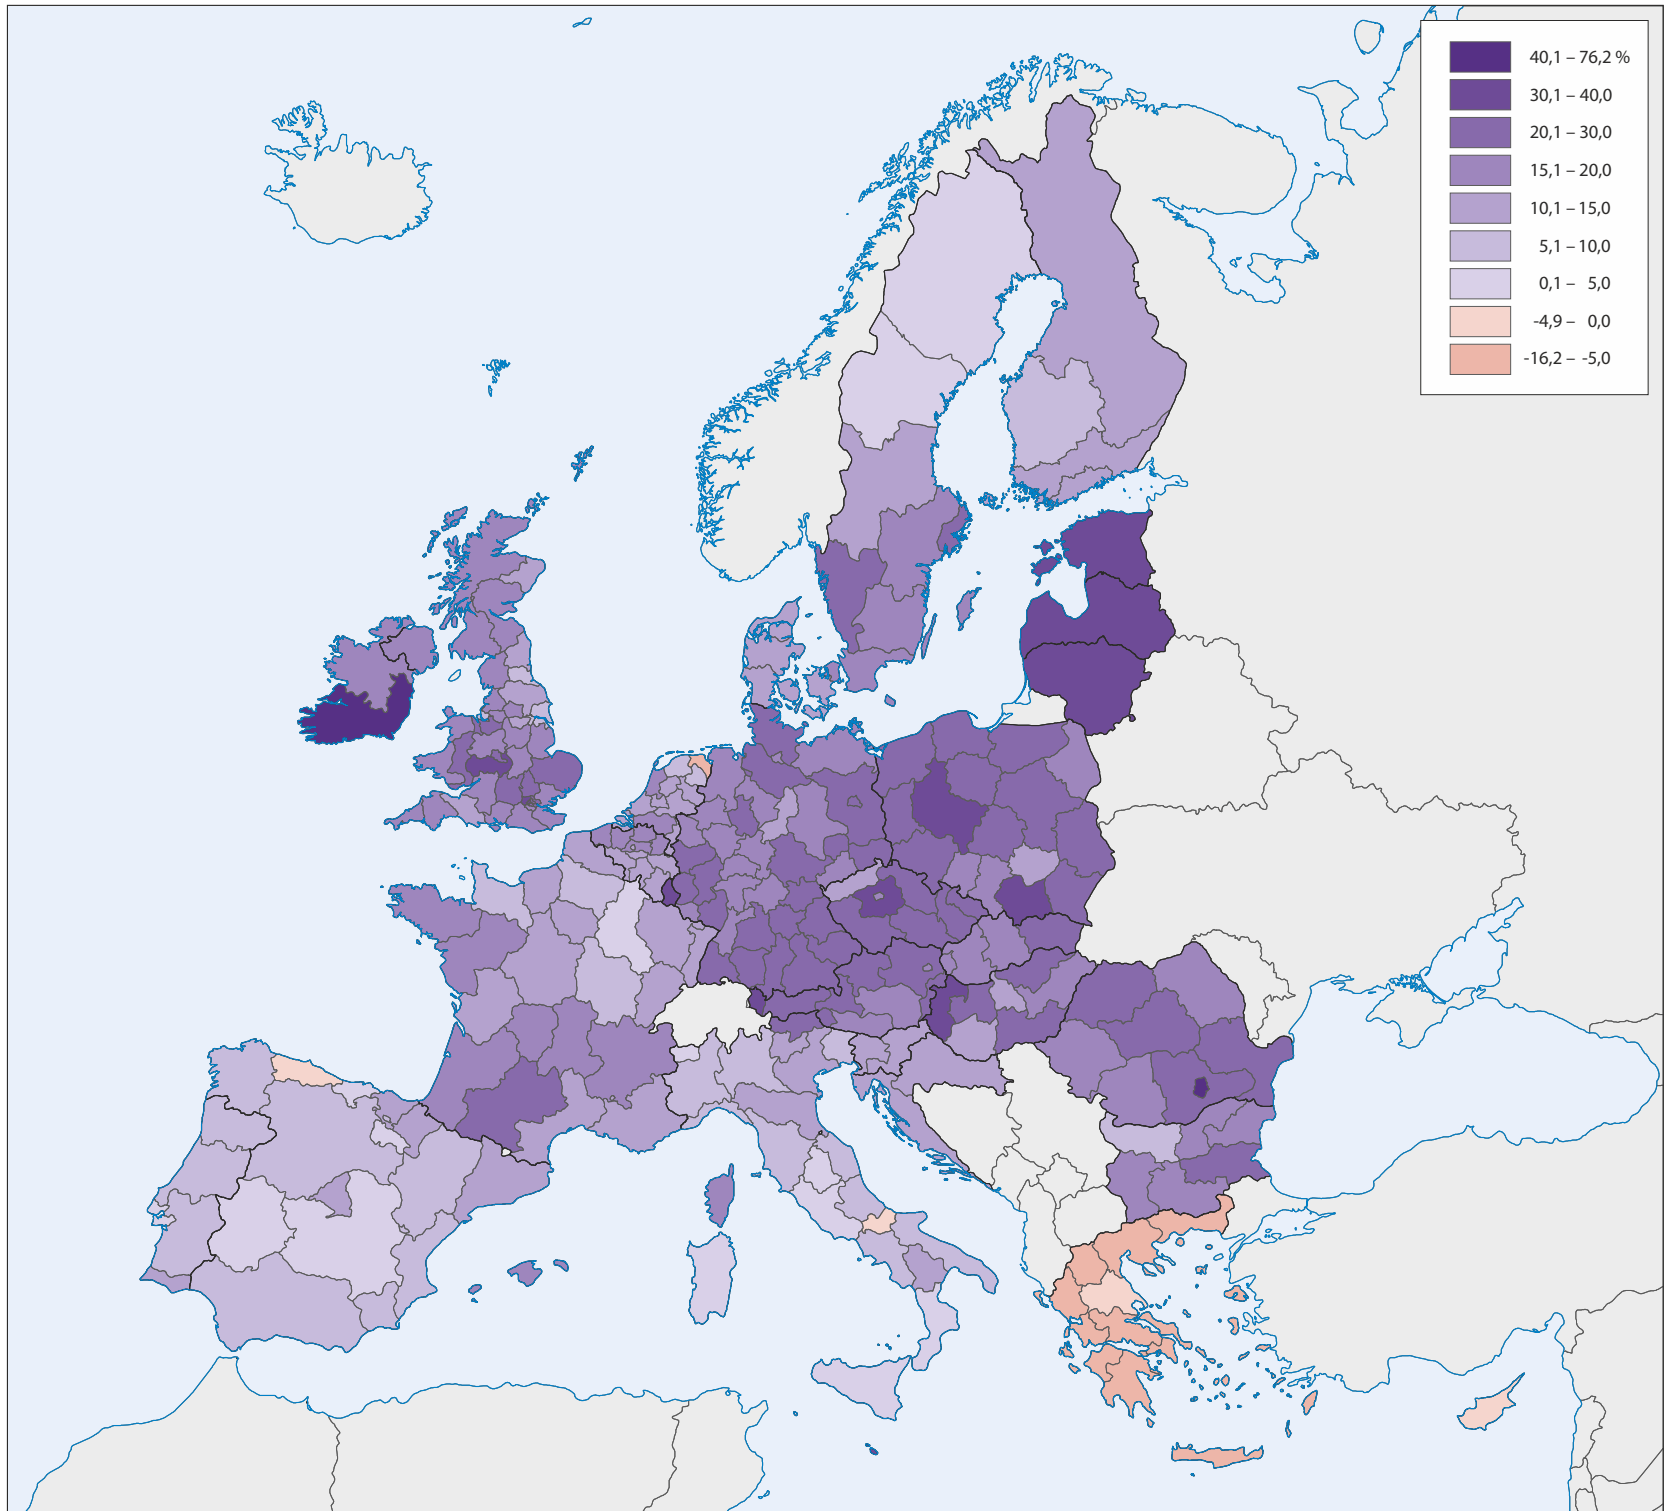 40,1 – 76,2 %
30,1 – 40,0
20,1 – 30,0
15,1 – 20,0
10,1 – 15,0
5,1 – 10,0
0,1 – 5,0
-4,9 – 0,0
-16,2 – -5,0